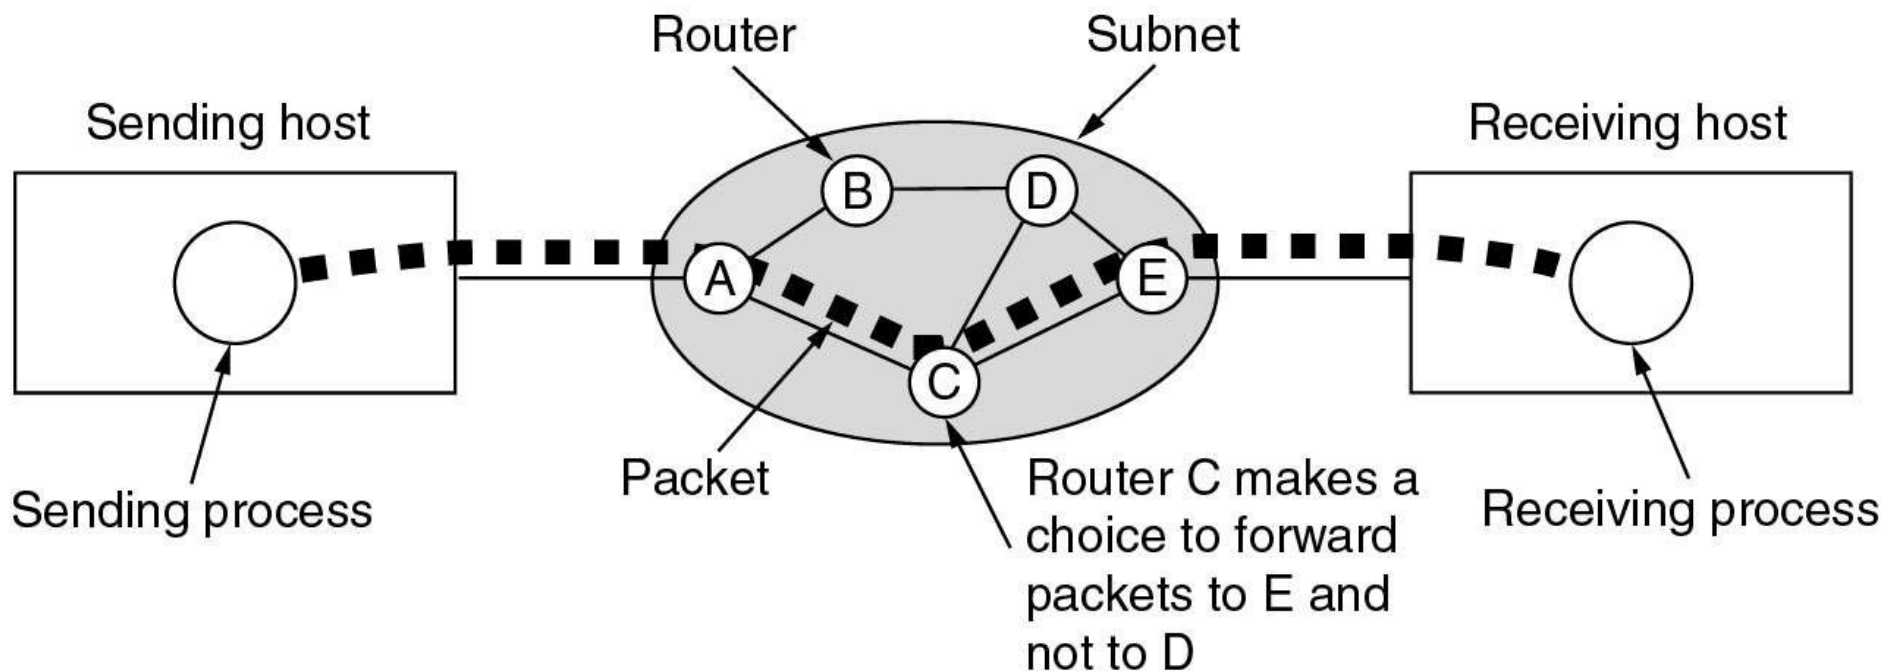 Router
Subnet
Sending host
Receiving host
B
D
A
E
C
Packet
Router C makes a
choice to forward
packets to E and
not to D
Sending process
Receiving process